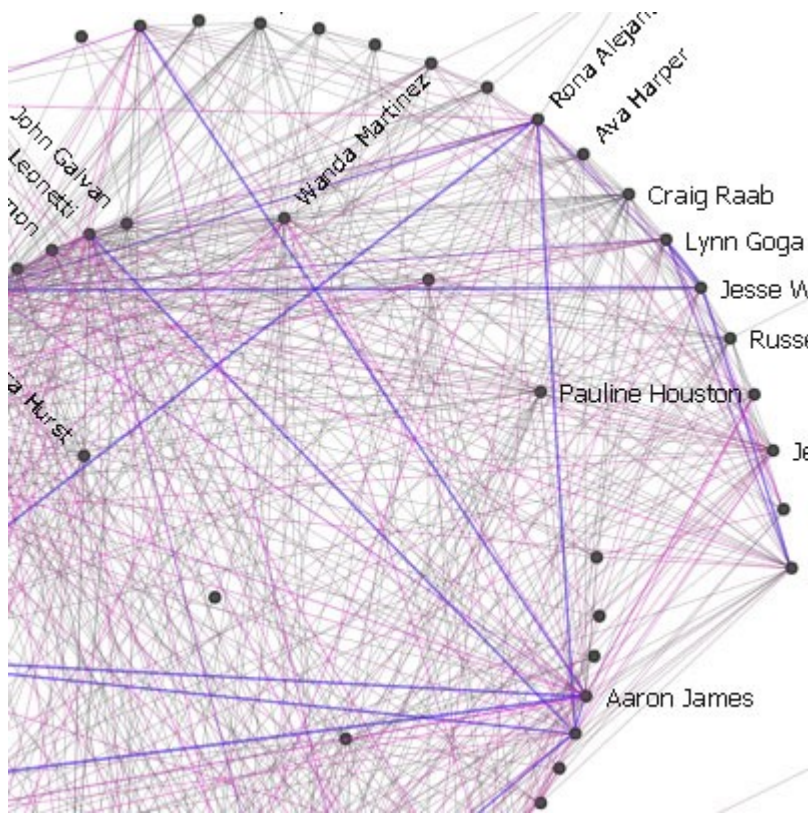 Rona Alejan
Ava Harper
Wanda Martinez
John Galvan
Leonetti
Craig Raab
Lynn Goga
Jesse W
Russe
Pauline Houston
Hurst
Je
Aaron James